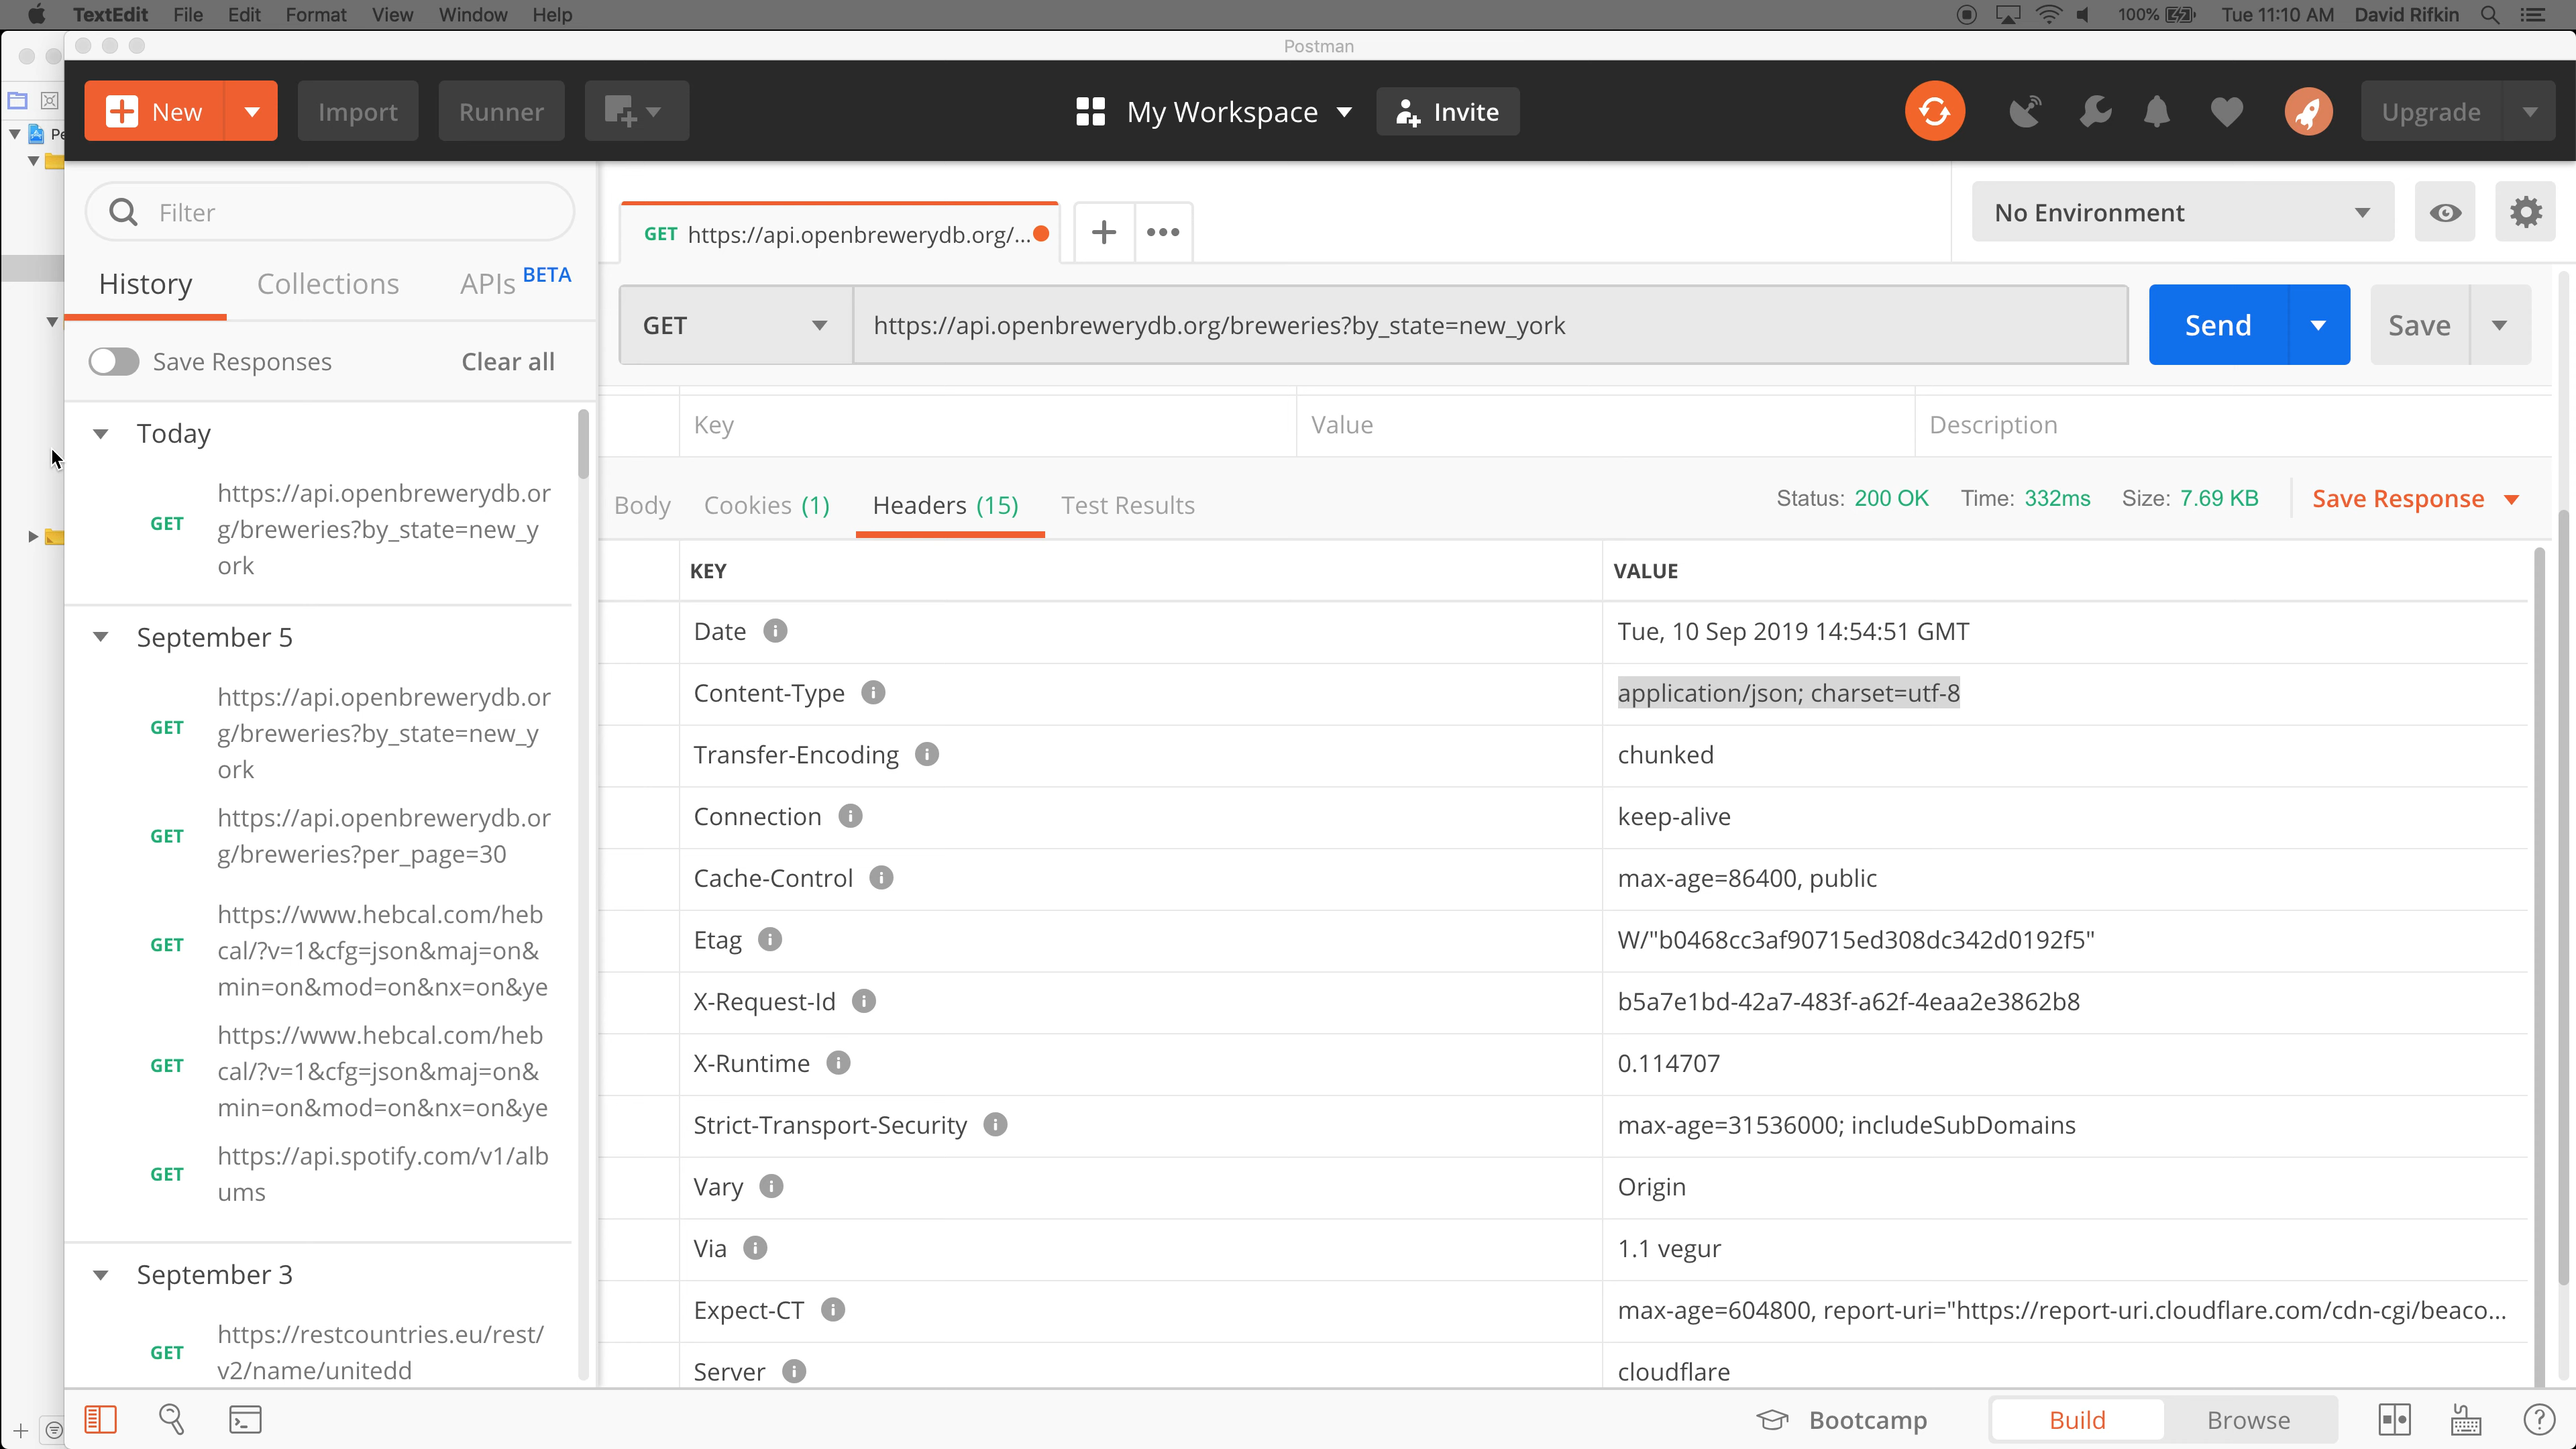 TextEdit File Edit Format View Window Help 100% Tue 11:10 AM David Rifkin
Postman
New Import Runner My Workspace Invite Upgrade
Filter
History Collections APIs BETA
Save Responses Clear all
Today
GET https://api.openbrewerydb.or
g/breweries?by_state=new_y
ork
September 5
GET https://api.openbrewerydb.or
g/breweries?by_state=new_y
ork
GET https://api.openbrewerydb.or
g/breweries?per_page=30
GET https://www.hebcal.com/heb
cal/?v=1&cfg=json&maj=on&
min=on&mod=on&nx=on&ye
GET https://www.hebcal.com/heb
cal/?v=1&cfg=json&maj=on&
min=on&mod=on&nx=on&ye
GET https://api.spotify.com/v1/alb
ums
September 3
GET https://restcountries.eu/rest/
v2/name/unitedd
GET https://api.openbrewerydb.org/...
No Environment
GET https://api.openbrewerydb.org/breweries?by_state=new_york Send Save
Key Value Description
Body Cookies (1) Headers (15) Test Results Status: 200 OK Time: 332ms Size: 7.69 KB Save Response
KEY VALUE
Date Tue, 10 Sep 2019 14:54:51 GMT
Content-Type application/json; charset=utf-8
Transfer-Encoding chunked
Connection keep-alive
Cache-Control max-age=86400, public
Etag W/"b0468cc3af90715ed308dc342d0192f5"
X-Request-Id b5a7e1bd-42a7-483f-a62f-4eaa2e3862b8
X-Runtime 0.114707
Strict-Transport-Security max-age=31536000; includeSubDomains
Vary Origin
Via 1.1 vegur
Expect-CT max-age=604800, report-uri="https://report-uri.cloudflare.com/cdn-cgi/beaco...
Server cloudflare
Bootcamp Build Browse